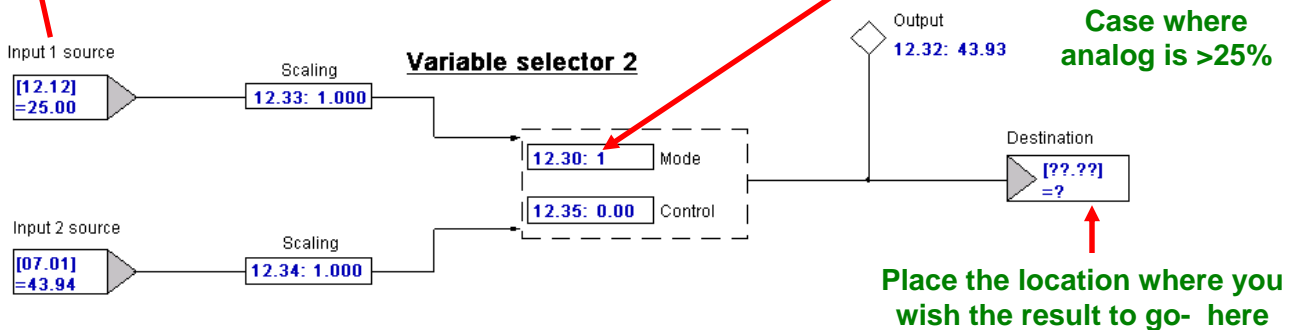 Input 1 source
[12.12]
=25.00
Scaling
12.33: 1.000
Variable selector 2
Output
12.32: 43.93
Case where
analog is >25%
12.30: 1
Mode
12.35: 0.00
Control
Destination
[??.??]
=?
Input 2 source
[07.01]
=43.94
Scaling
12.34: 1.000
Place the location where you
wish the result to go- here